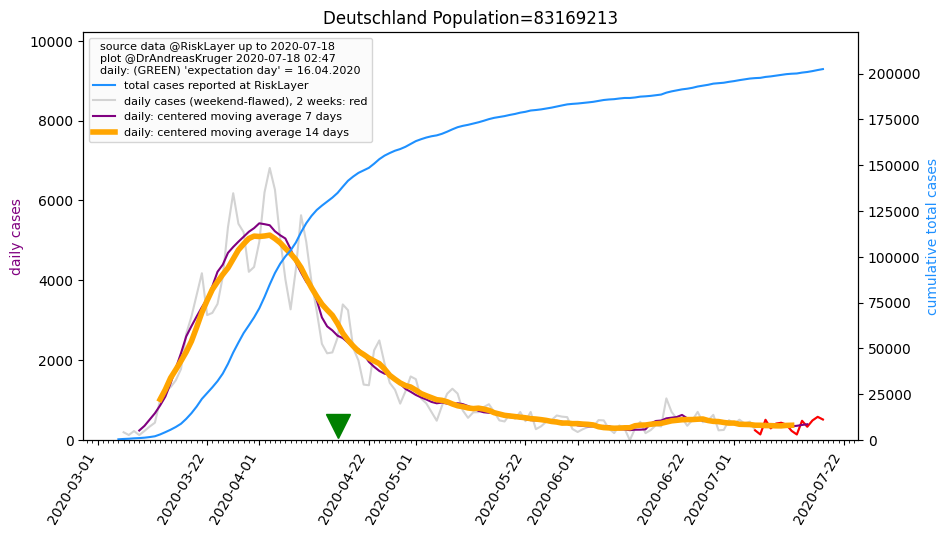 Deutschland Population=83169213
source data @RiskLayer up to 2020-07-18
plot @DrAndreasKruger 2020-07-18 02:47
daily: (GREEN) 'expectation day' = 16.04.2020
total cases reported at RiskLayer
daily cases (weekend-flawed), 2 weeks: red
daily: centered moving average 7 days
daily: centered moving average 14 days
daily cases
10000
8000
6000
4000
2000
0
cumulative total cases
200000
175000
150000
125000
100000
75000
50000
25000
0
2020-03-01
2020-03-22
2020-04-01
2020-04-22
2020-05-01
2020-05-22
2020-06-01
2020-06-22
2020-07-01
2020-07-22